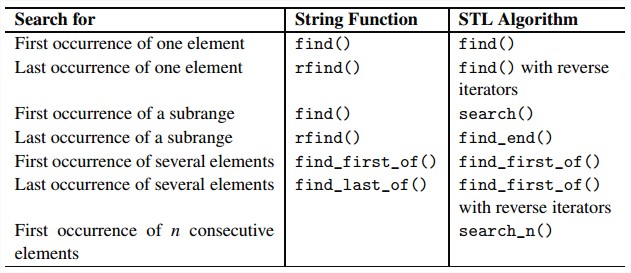 Search for String Function STL Algorithm
First occurrence of one element find() find()
Last occurrence of one element rfind() find() with reverse
iterators
First occurrence of a subrange find() search()
Last occurrence of a subrange rfind() find_end()
First occurrence of several elements find_first_of() find_first_of()
Last occurrence of several elements find_last_of() find_first_of()
with reverse iterators
First occurrence of n consecutive search_n()
elements